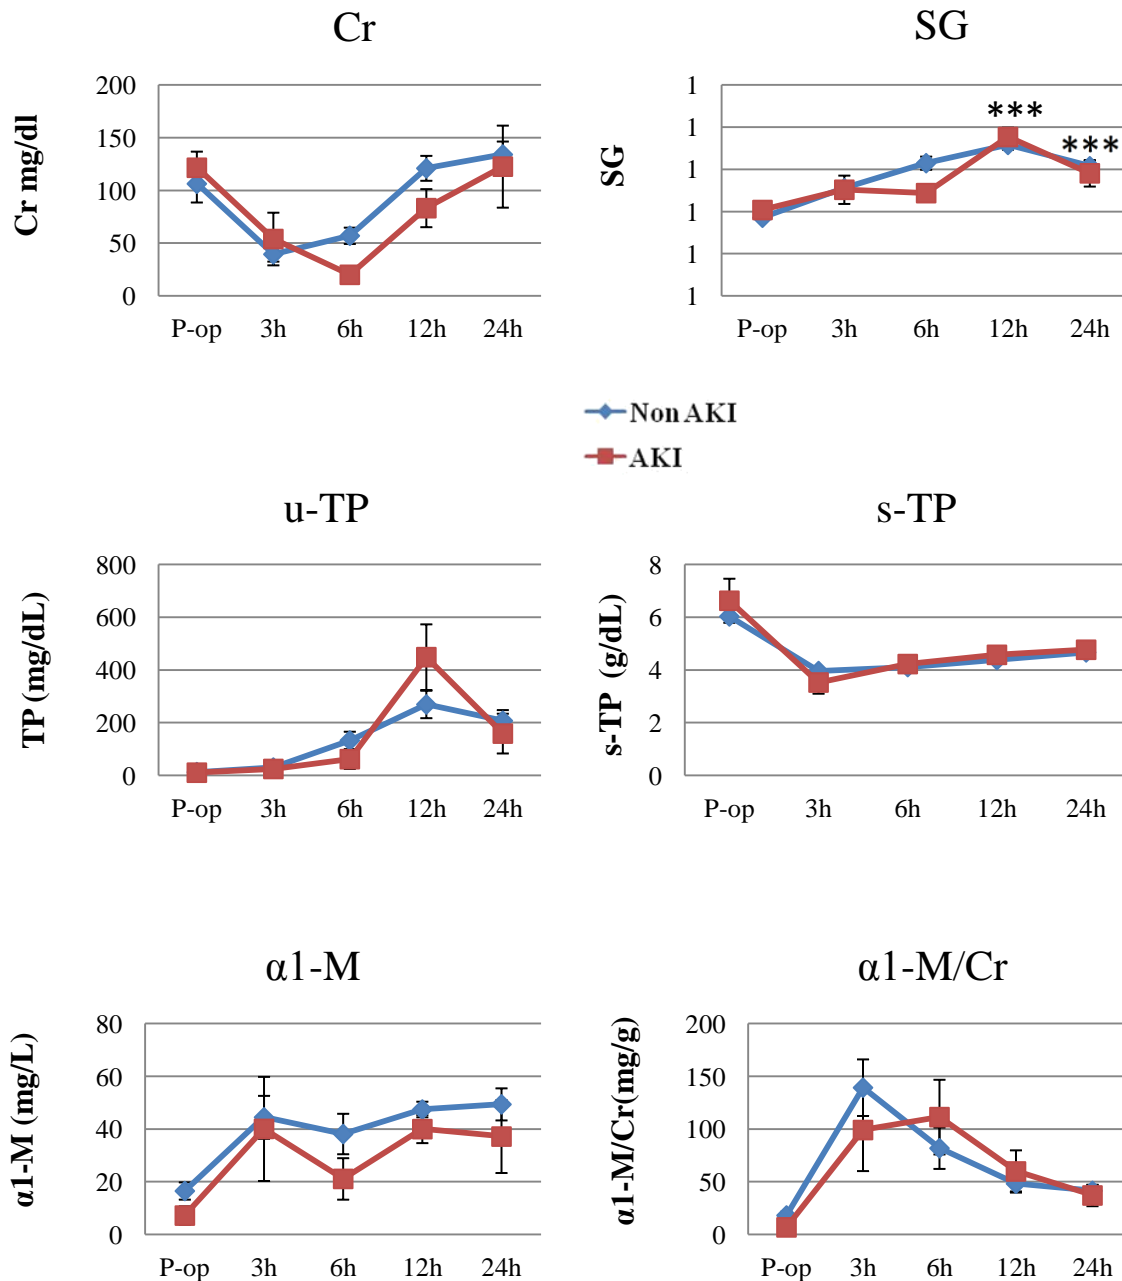 Cr
Cr mg/dl
200
150
100
50
0
P-op 3h 6h 12h 24h
SG
SG
1
1
1
1
1
1
***
***
P-op 3h 6h 12h 24h
Non AKI
AKI
u-TP
TP (mg/dL)
800
600
400
200
0
P-op 3h 6h 12h 24h
s-TP
s-TP (g/dL)
8
6
4
2
0
P-op 3h 6h 12h 24h
α1-M
α1-M (mg/L)
80
60
40
20
0
P-op 3h 6h 12h 24h
α1-M/Cr
α1-M/Cr(mg/g)
200
150
100
50
0
P-op 3h 6h 12h 24h